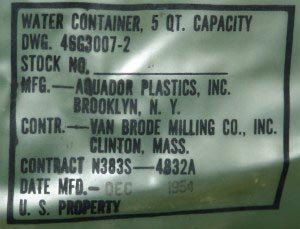 WATER CONTAINER, 5 QT. CAPACITY
DWG. 4663007-2
STOCK NO.
MFG.—AQUADOR PLASTICS, INC.
BROOKLYN, N. Y.
CONTR.—VAN BRODE MILLING CO., INC.
CLINTON, MASS.
CONTRACT N383S—4832A
DATE MFD.—DEC 1954
U. S. PROPERTY